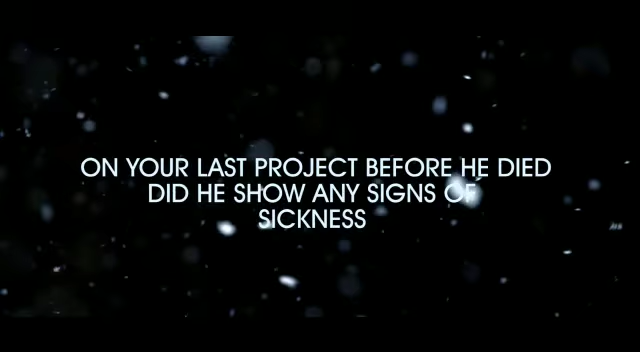 ON YOUR LAST PROJECT BEFORE HE DIED
DID HE SHOW ANY SIGNS OF
SICKNESS